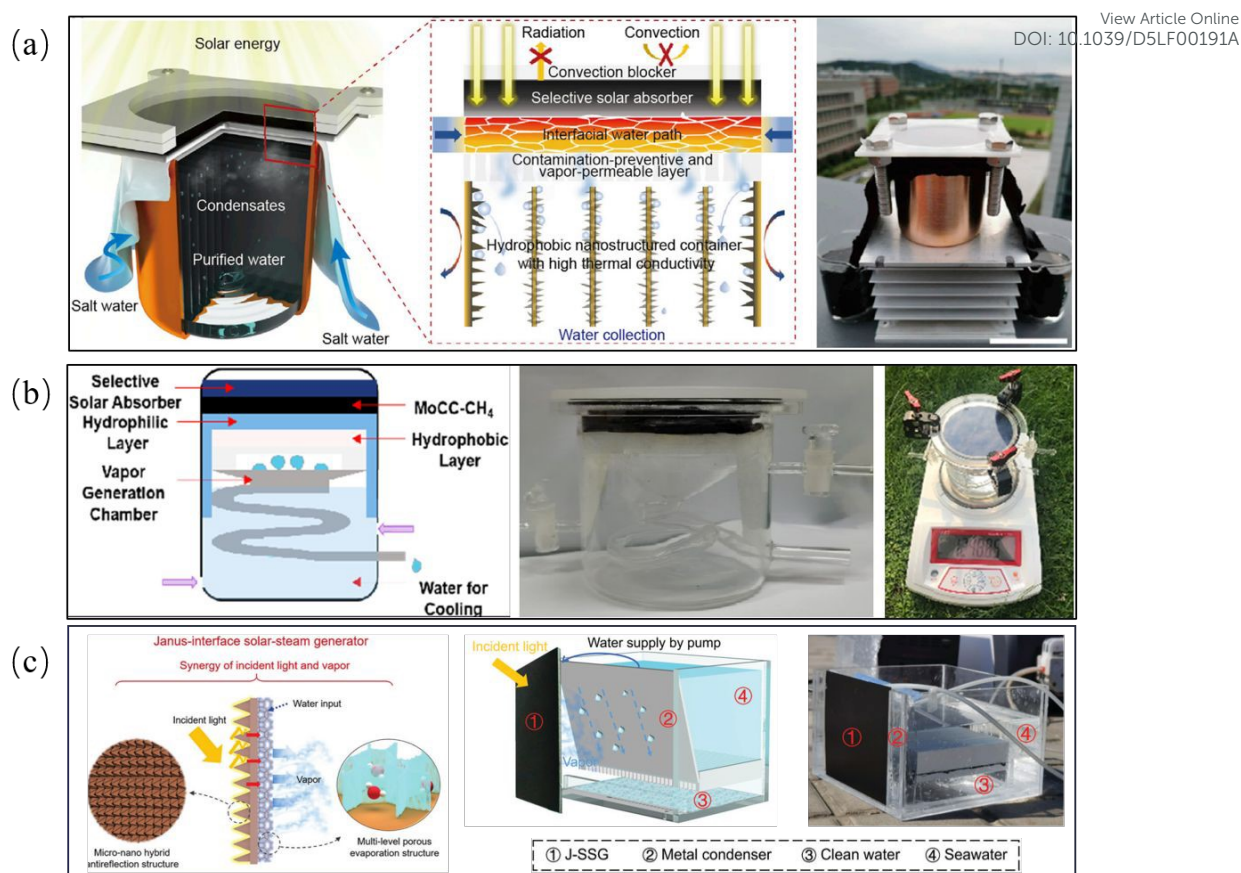 View Article Online
DOI: 10.1039/D5LF00191A
(a)
Solar energy
Condensates
Purified water
Salt water
Salt water
Radiation
Convection
Convection blocker
Selective solar absorber
Interfacial water path
Contamination-preventive and
vapor-permeable layer
Hydrophobic nanostructured container
with high thermal conductivity
Water collection
(b)
Selective
Solar Absorber
Hydrophilic
Layer
Vapor
Generation
Chamber
MoCC-CH4
Hydrophobic
Layer
Water for
Cooling
(c)
Janus-interface solar-steam generator
Synergy of incident light and vapor
Water input
Incident light
Vapor
Micro-nano hybrid
antireflection structure
Multi-level porous
evaporation structure
Water supply by pump
Incident light
①
②
④
Vapor
③
①
②
④
③
① J-SSG ② Metal condenser ③ Clean water ④ Seawater